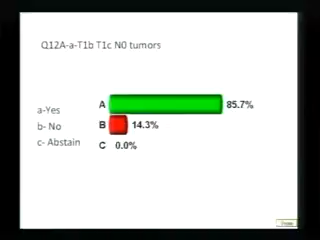 Q12A-a-T1b T1c N0 tumors
a-Yes
b- No
c- Abstain
A 85.7%
B 14.3%
C 0.0%